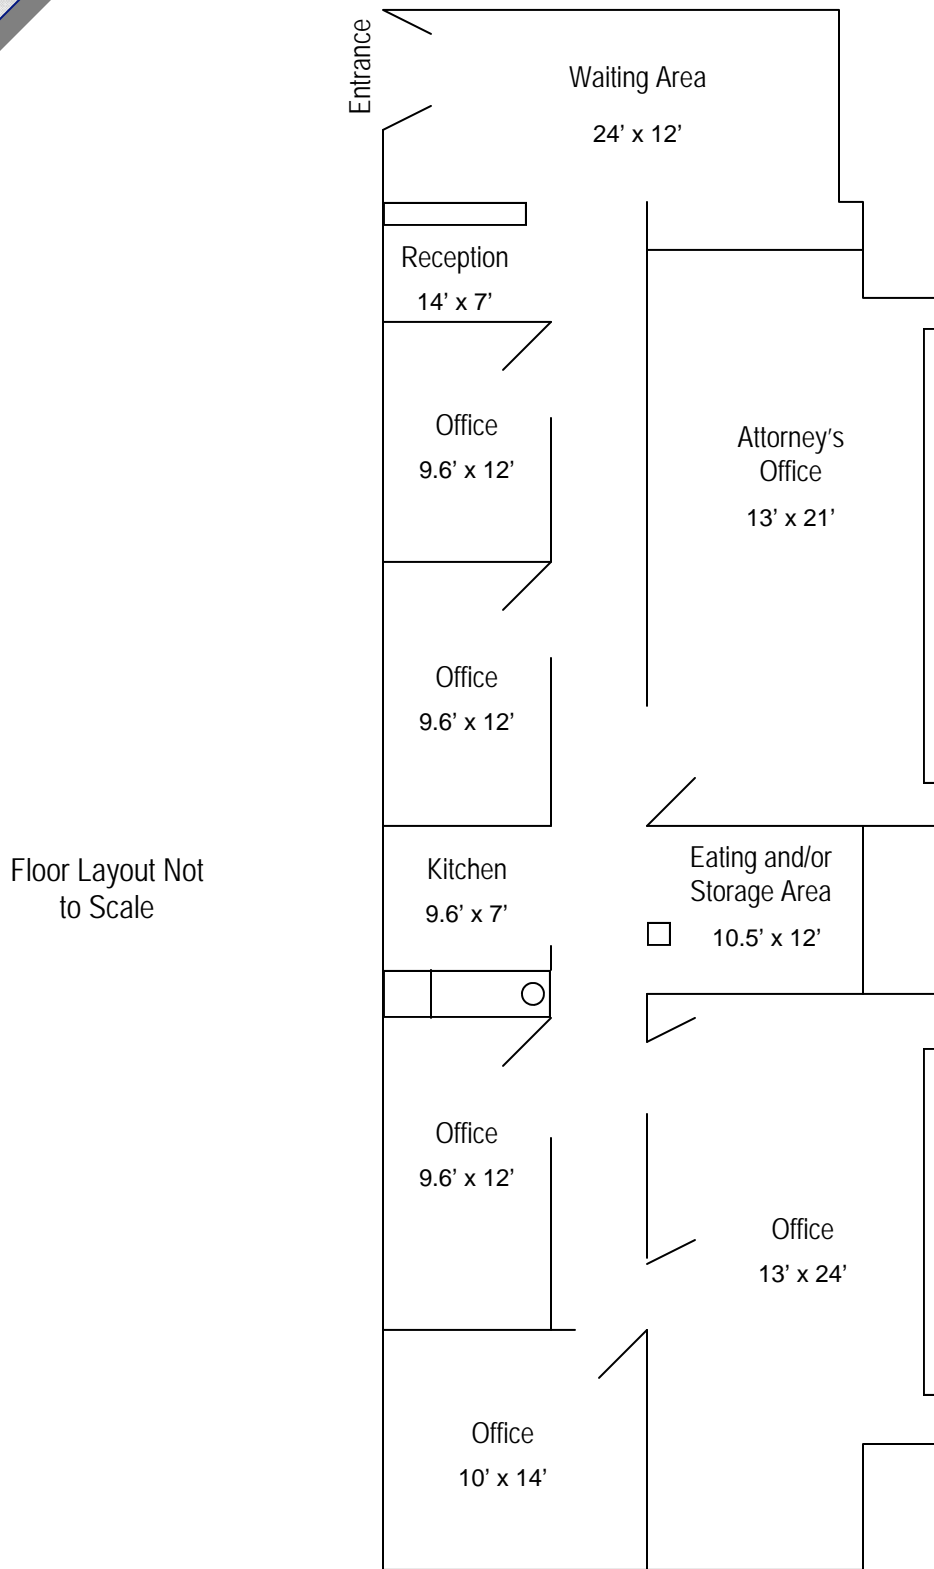 Entrance
Waiting Area
24’ x 12’
Reception
14’ x 7’
Office
9.6’ x 12’
Attorney’s
Office
13’ x 21’
Office
9.6’ x 12’
Floor Layout Not
to Scale
Kitchen
9.6’ x 7’
Eating and/or
Storage Area
10.5’ x 12’
Office
9.6’ x 12’
Office
13’ x 24’
Office
10’ x 14’